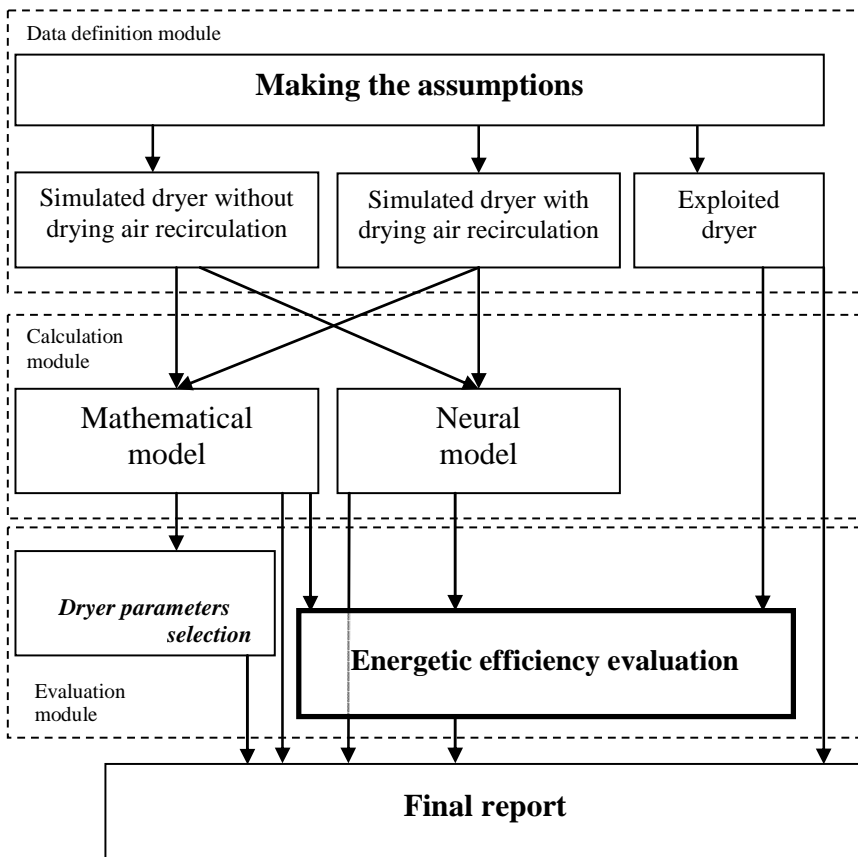 Data definition module
Making the assumptions
Simulated dryer without
drying air recirculation
Simulated dryer with
drying air recirculation
Exploited
dryer
Calculation
module
Mathematical
model
Neural
model
Dryer parameters
selection
Energetic efficiency evaluation
Evaluation
module
Final report